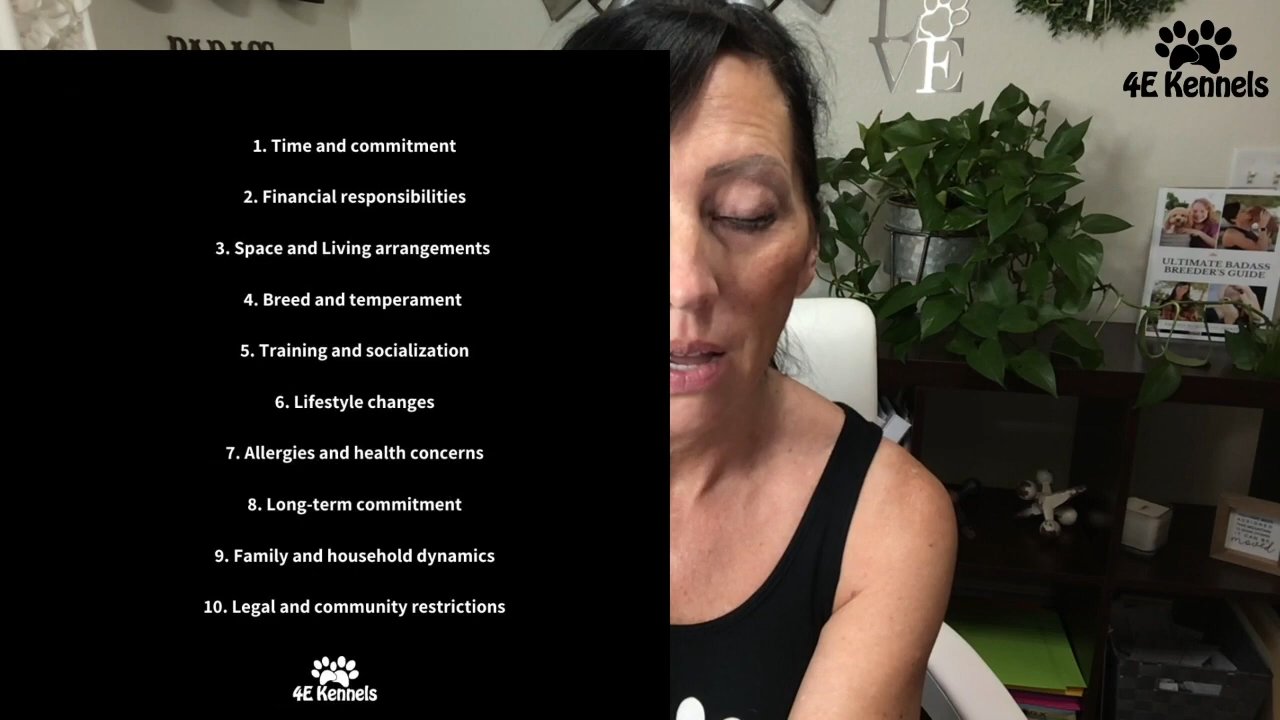 BADASS
LOVE
4E Kennels
1. Time and commitment
2. Financial responsibilities
3. Space and Living arrangements
4. Breed and temperament
5. Training and socialization
6. Lifestyle changes
7. Allergies and health concerns
8. Long-term commitment
9. Family and household dynamics
10. Legal and community restrictions
4E Kennels
ULTIMATE BADASS
BREEDER'S GUIDE
moved